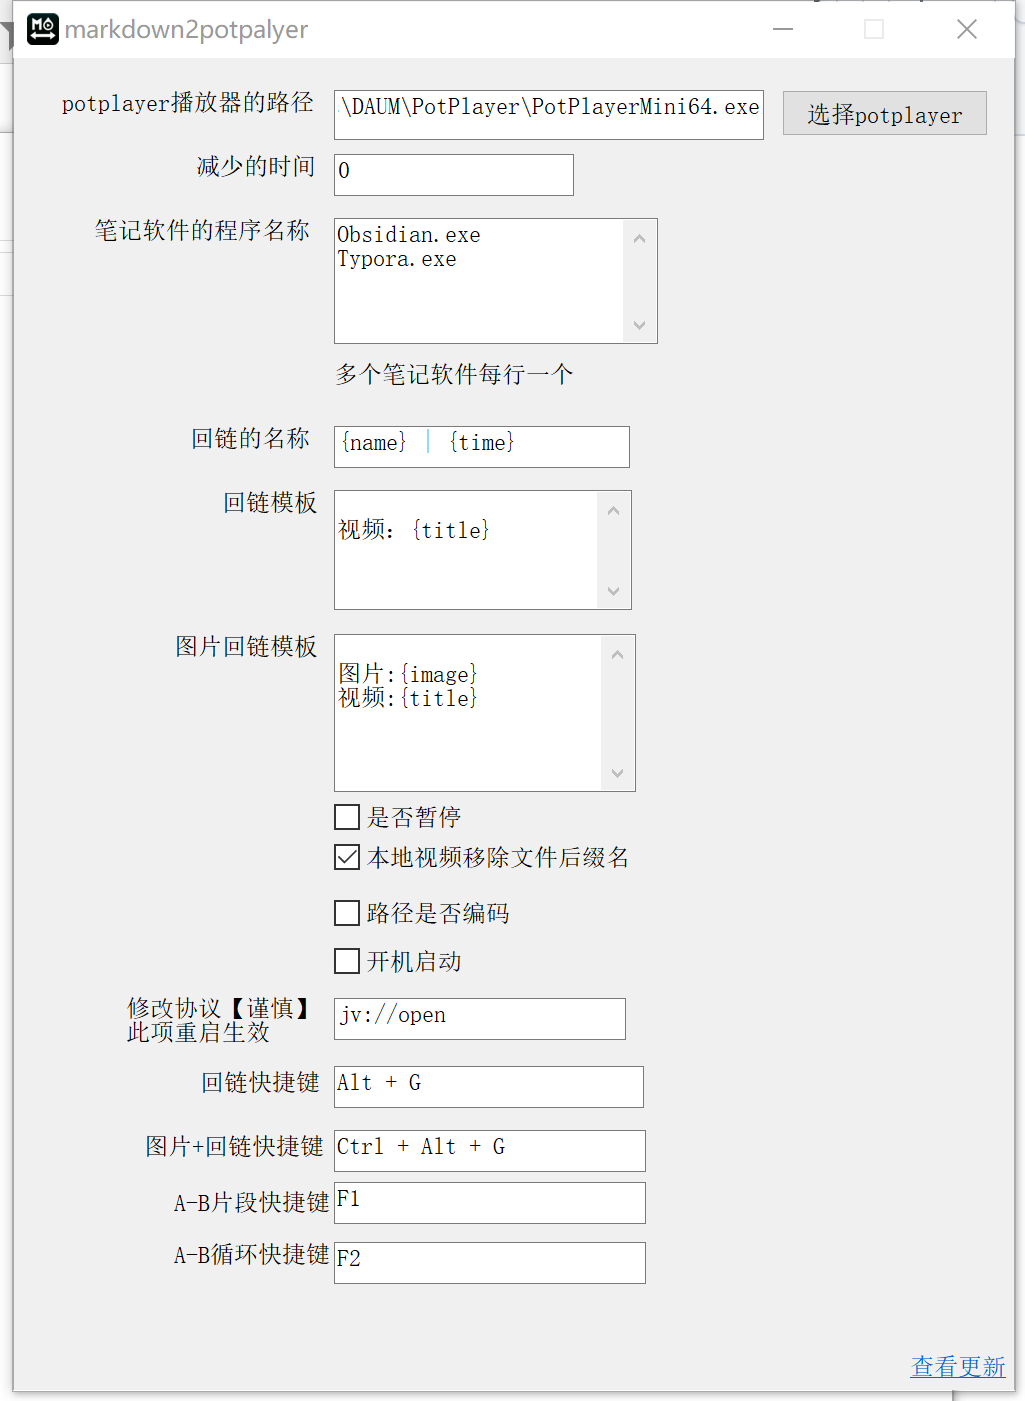 markdown2potpalyer
potplayer播放器的路径
\DAUM\PotPlayer\PotPlayerMini64.exe
选择potplayer
减少的时间
0
笔记软件的程序名称
Obsidian.exe
Typora.exe
多个笔记软件每行一个
回链的名称
{name} | {time}
回链模板
视频: {title}
图片回链模板
图片:{image}
视频:{title}
是否暂停
本地视频移除文件后缀名
路径是否编码
开机启动
修改协议【谨慎】
此项重启生效
jv://open
回链快捷键
Alt + G
图片+回链快捷键
Ctrl + Alt + G
A-B片段快捷键
F1
A-B循环快捷键
F2
查看更新